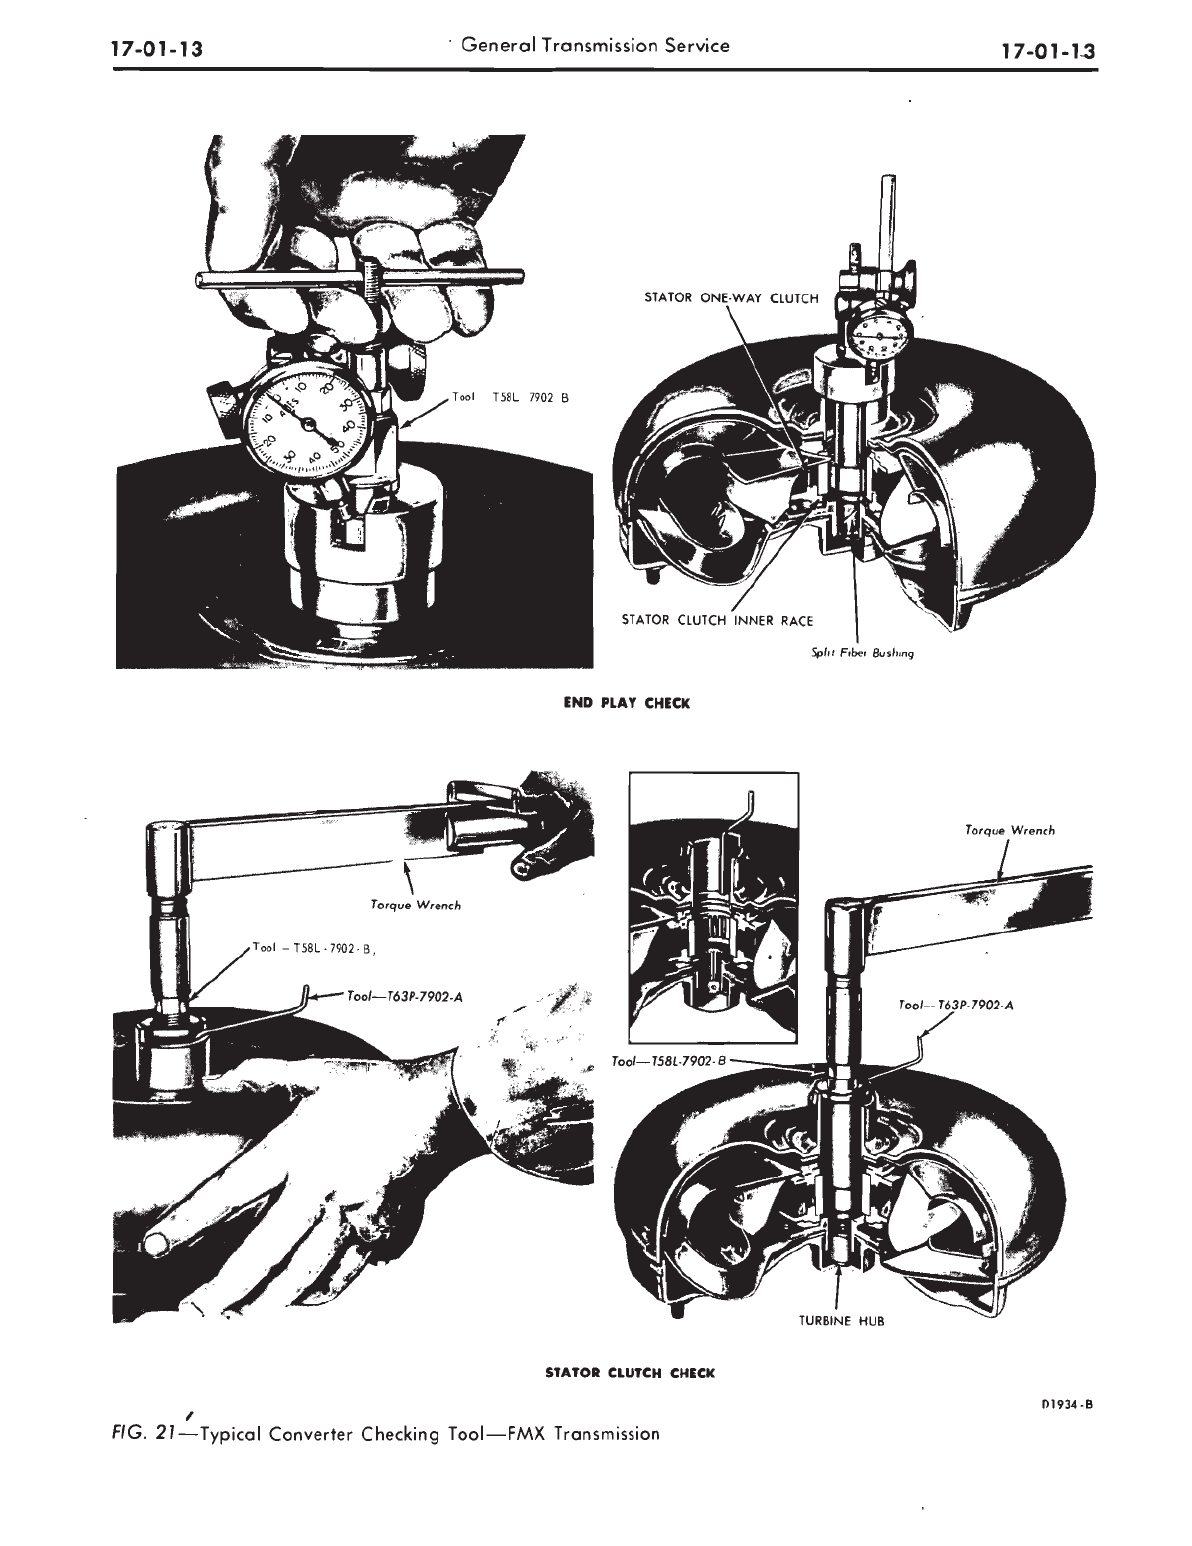 17-01-13
General Transmission Service
17-01-13
STATOR ONE-WAY CLUTCH
Tool T58L 7902 B
STATOR CLUTCH INNER RACE
Split Fiber Bushing
END PLAY CHECK
Torque Wrench
Torque Wrench
Tool - T58L-7902-B,
Tool—T63P-7902-A
Tool—T63P-7902-A
Tool—T58L-7902-B
TURBINE HUB
STATOR CLUTCH CHECK
D1934-B
FIG. 21—Typical Converter Checking Tool—FMX Transmission